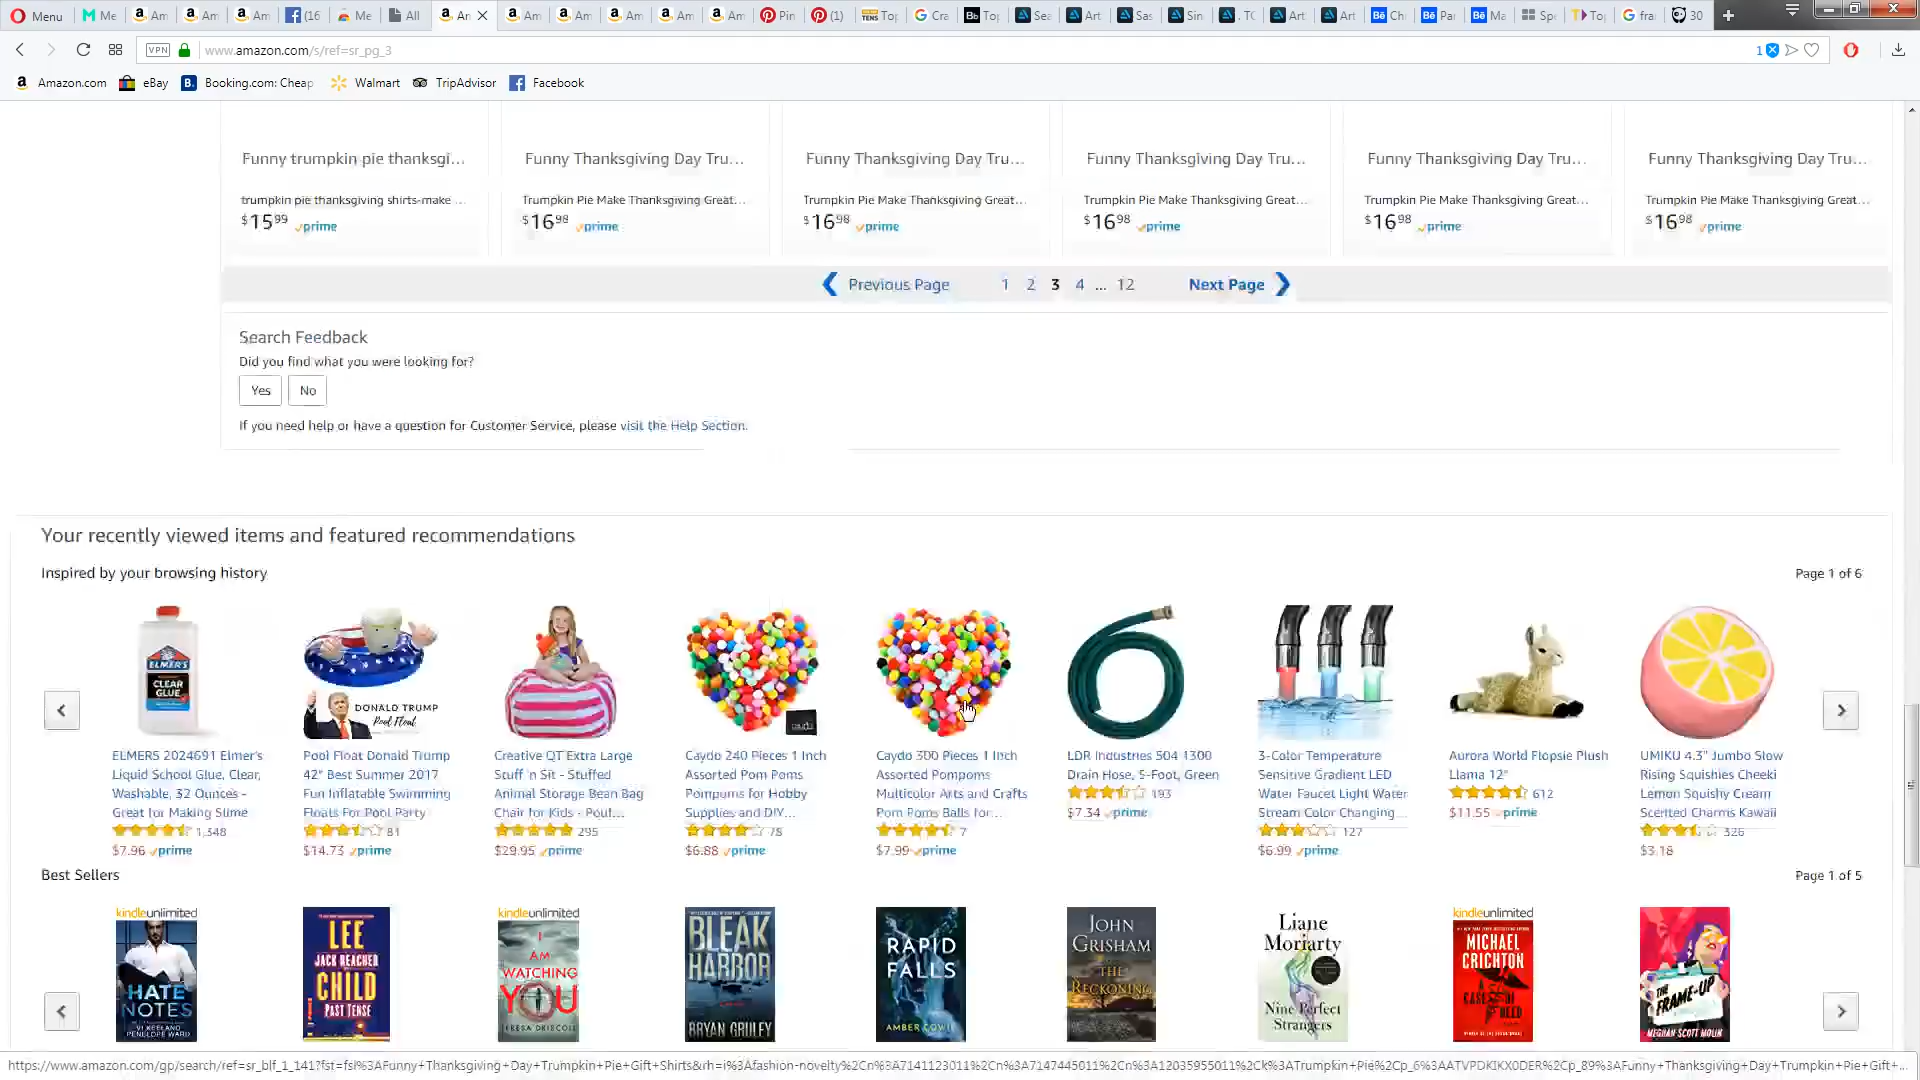 Menu
Me
Am
Am
Am
(16
Me
All
An
Am
Am
Am
Am
Am
Pin
(1)
Top
Cra
Top
Sea
Art
Sas
Sin
. TC
Art
Art
Ch
Pa
Ma
Sp
To
fra
30
VPN
www.amazon.com/s/ref=sr_pg_3
1
Amazon.com
eBay
Booking.com: Cheap
Walmart
TripAdvisor
Facebook
Funny trumpkin pie thanksgi...
Funny Thanksgiving Day Tru...
Funny Thanksgiving Day Tru...
Funny Thanksgiving Day Tru...
Funny Thanksgiving Day Tru...
Funny Thanksgiving Day Tru...
trumpkin pie thanksgiving shirts-make ...
Trumpkin Pie Make Thanksgiving Great...
Trumpkin Pie Make Thanksgiving Great...
Trumpkin Pie Make Thanksgiving Great...
Trumpkin Pie Make Thanksgiving Great...
Trumpkin Pie Make Thanksgiving Great...
$15 99 prime
$16 98 prime
$16 98 prime
$16 98 prime
$16 98 prime
$16 98 prime
Previous Page 1 2 3 4 ... 12 Next Page
Search Feedback
Did you find what you were looking for?
Yes No
If you need help or have a question for Customer Service, please visit the Help Section.
Your recently viewed items and featured recommendations
Inspired by your browsing history
Page 1 of 6
ELMER'S
CLEAR
GLUE
DONALD TRUMP
Pool Float
ELMERS 2024691 Elmer's
Liquid School Glue, Clear,
Washable, 32 Ounces -
Great for Making Slime
1,348
$7.96 prime
Pool Float Donald Trump
42" Best Summer 2017
Fun Inflatable Swimming
Floats For Pool Party
81
$14.73 prime
Creative QT Extra Large
Stuff 'n Sit - Stuffed
Animal Storage Bean Bag
Chair for Kids - Pouf...
295
$29.95 prime
Caydo 240 Pieces 1 Inch
Assorted Pom Poms
Pompoms for Hobby
Supplies and DIY...
78
$6.88 prime
Caydo 300 Pieces 1 Inch
Assorted Pompoms
Multicolor Arts and Crafts
Pom Poms Balls for...
7
$7.99 prime
LDR Industries 504 1300
Drain Hose, 5-Foot, Green
193
$7.34 prime
3-Color Temperature
Sensitive Gradient LED
Water Faucet Light Water
Stream Color Changing...
127
$6.99 prime
Aurora World Flopsie Plush
Llama 12"
612
$11.55 prime
UMIKU 4.3" Jumbo Slow
Rising Squishies Cheeki
Lemon Squishy Cream
Scented Charms Kawaii
326
$3.18
Best Sellers
Page 1 of 5
kindleunlimited
HATE
NOTES
VI KEELAND
PENELOPE WARD
LEE
JACK REACHER
CHILD
PAST TENSE
kindleunlimited
I
AM
WATCHING
YOU
TERESA DRISCOLL
BLEAK
HARBOR
BRYAN GRULEY
RAPID
FALLS
AMBER COWIE
JOHN
GRISHAM
THE
RECKONING
Liane
Moriarty
Nine Perfect
Strangers
kindleunlimited
MICHAEL
CRICHTON
A
CASE OF
NEED
THE
FRAME-UP
MEGHAN SCOTT MOLIN
https://www.amazon.com/gp/search/ref=sr_blf_1_141?fst=fsl%3AFunny+Thanksgiving+Day+Trumpkin+Pie+Gift+Shirts&rh=i%3Afashion-novelty%2Cn%3A7141123011%2Cn%3A7147445011%2Cn%3A12035955011%2Ck%3ATrumpkin+Pie%2Cp_6%3AATVPDKIKX0DER%2Cp_89%3AFunny+Thanksgiving+Day+Trumpkin+Pie+Gift+...